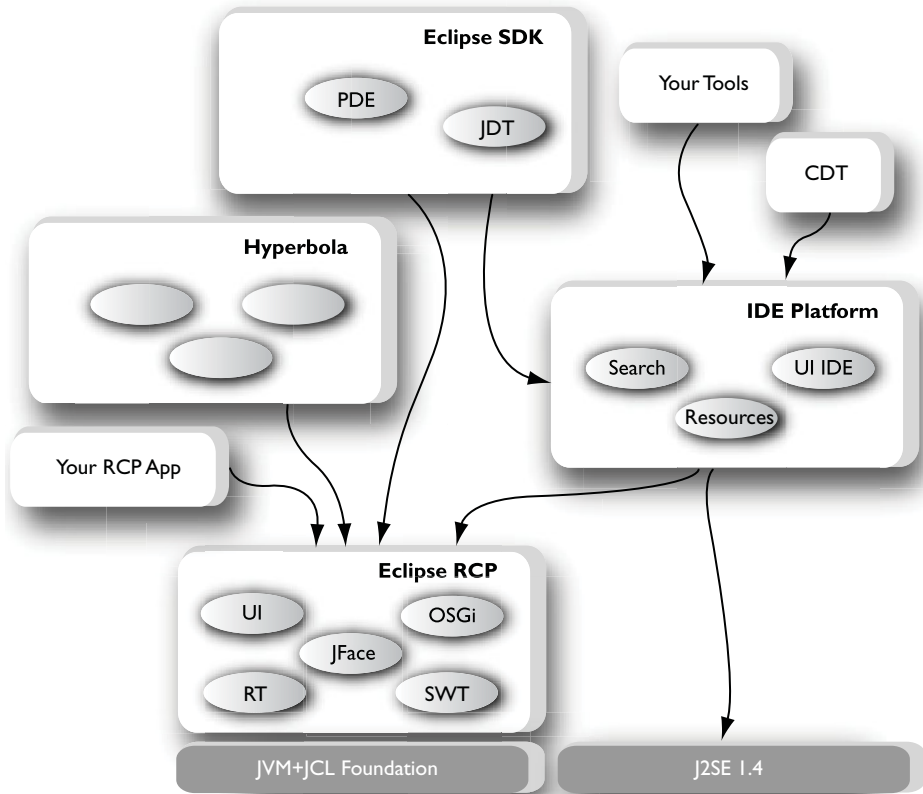 Eclipse SDK
PDE
JDT
Your Tools
CDT
Hyperbola
IDE Platform
Search
UI IDE
Resources
Your RCP App
Eclipse RCP
UI
OSGi
JFace
RT
SWT
JVM+JCL Foundation
J2SE 1.4